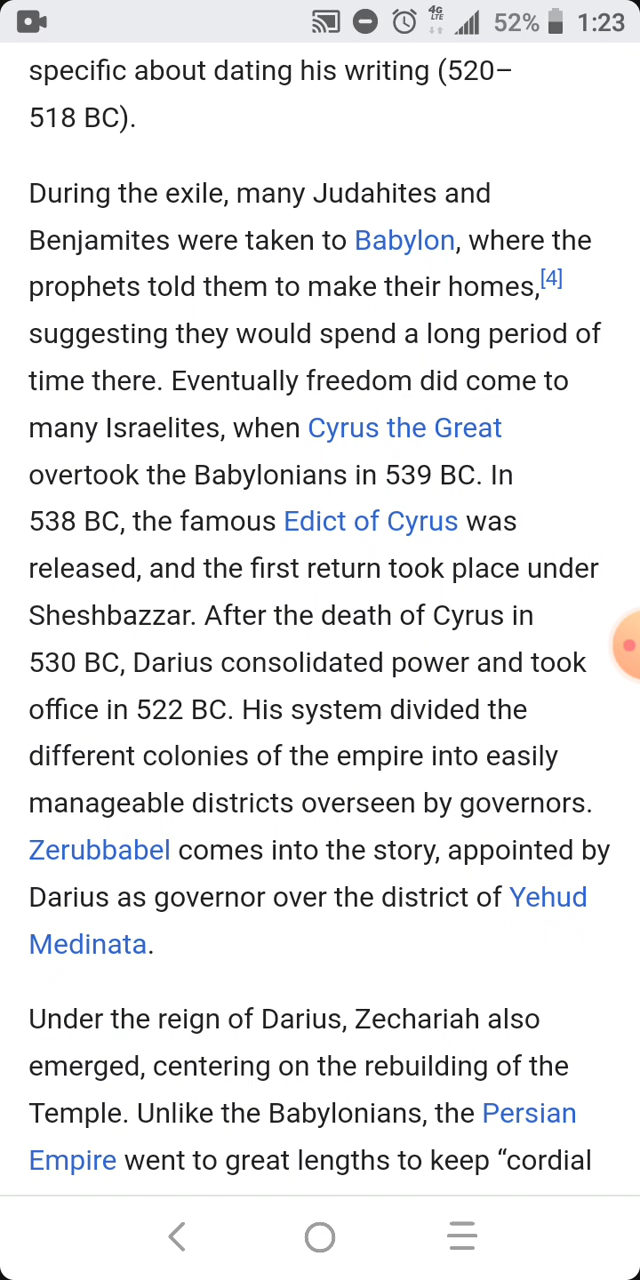 4G
LTE
52%
1:23
specific about dating his writing (520–
518 BC).
During the exile, many Judahites and
Benjamites were taken to Babylon, where the
prophets told them to make their homes,[4]
suggesting they would spend a long period of
time there. Eventually freedom did come to
many Israelites, when Cyrus the Great
overtook the Babylonians in 539 BC. In
538 BC, the famous Edict of Cyrus was
released, and the first return took place under
Sheshbazzar. After the death of Cyrus in
530 BC, Darius consolidated power and took
office in 522 BC. His system divided the
different colonies of the empire into easily
manageable districts overseen by governors.
Zerubbabel comes into the story, appointed by
Darius as governor over the district of Yehud
Medinata.
Under the reign of Darius, Zechariah also
emerged, centering on the rebuilding of the
Temple. Unlike the Babylonians, the Persian
Empire went to great lengths to keep “cordial